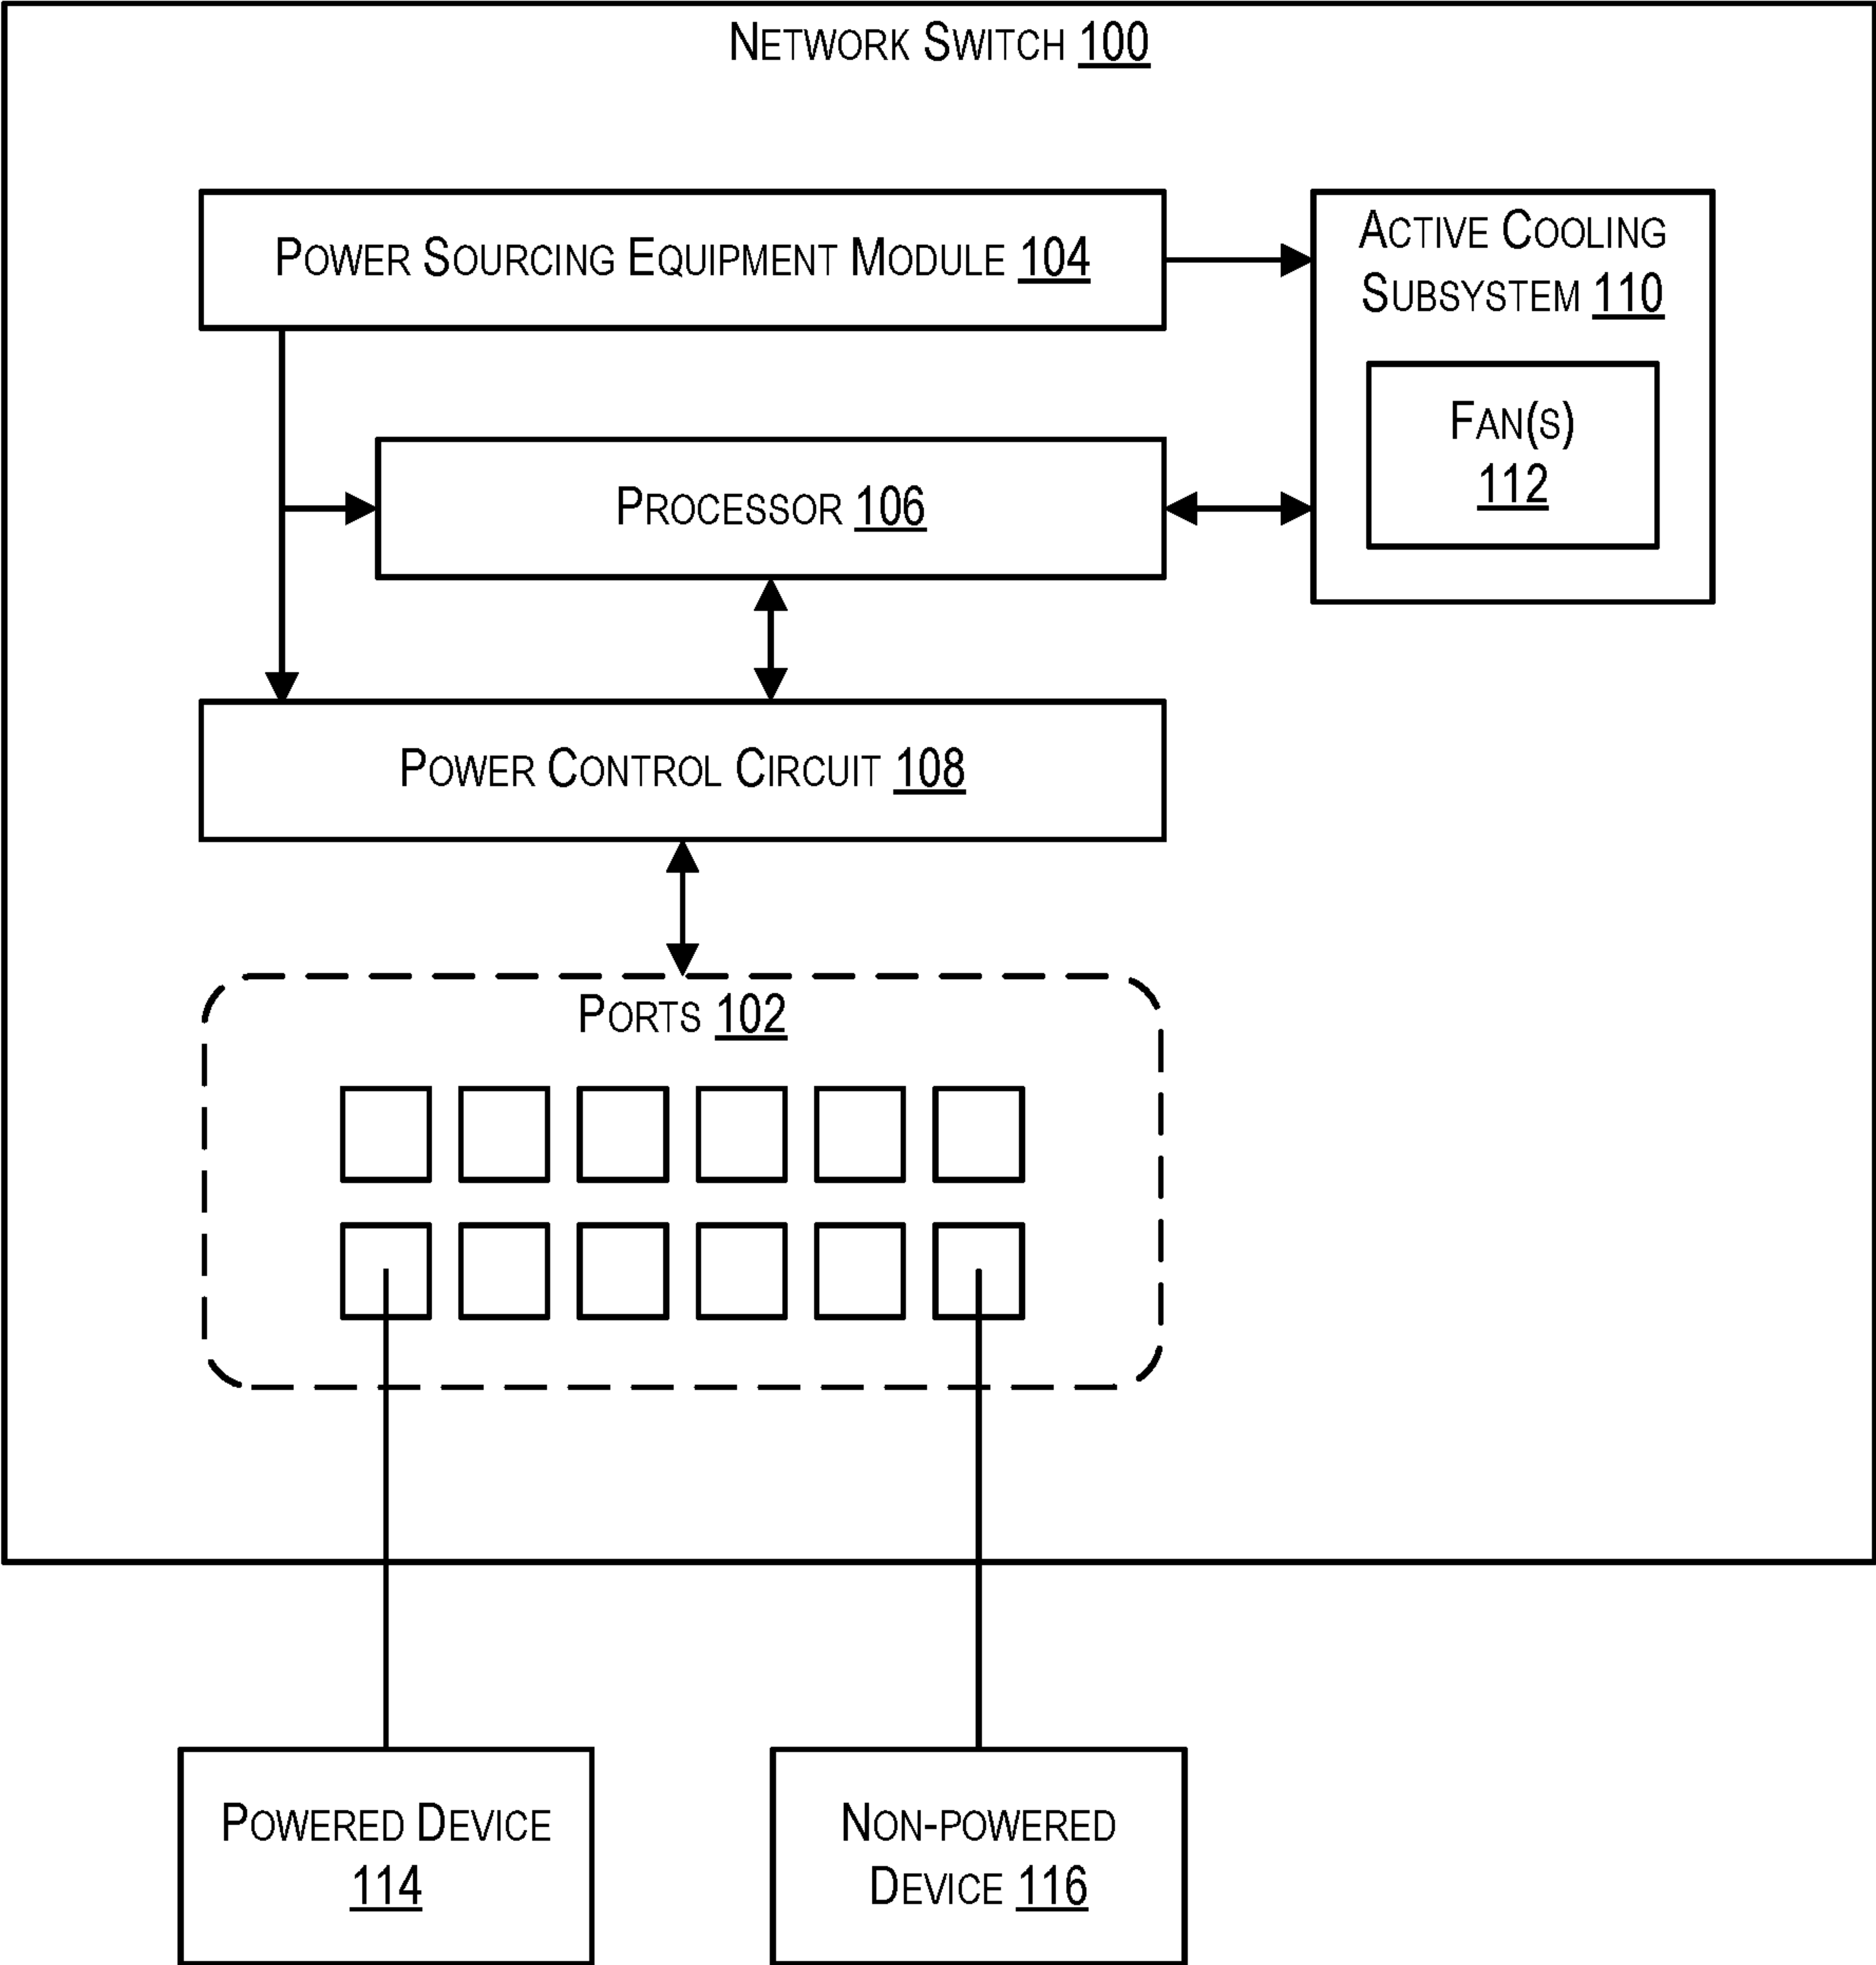 NETWORK SWITCH 100
POWER SOURCING EQUIPMENT MODULE 104
ACTIVE COOLING
SUBSYSTEM 110
FAN(S)
112
PROCESSOR 106
POWER CONTROL CIRCUIT 108
PORTS 102
POWERED DEVICE
114
NON-POWERED
DEVICE 116